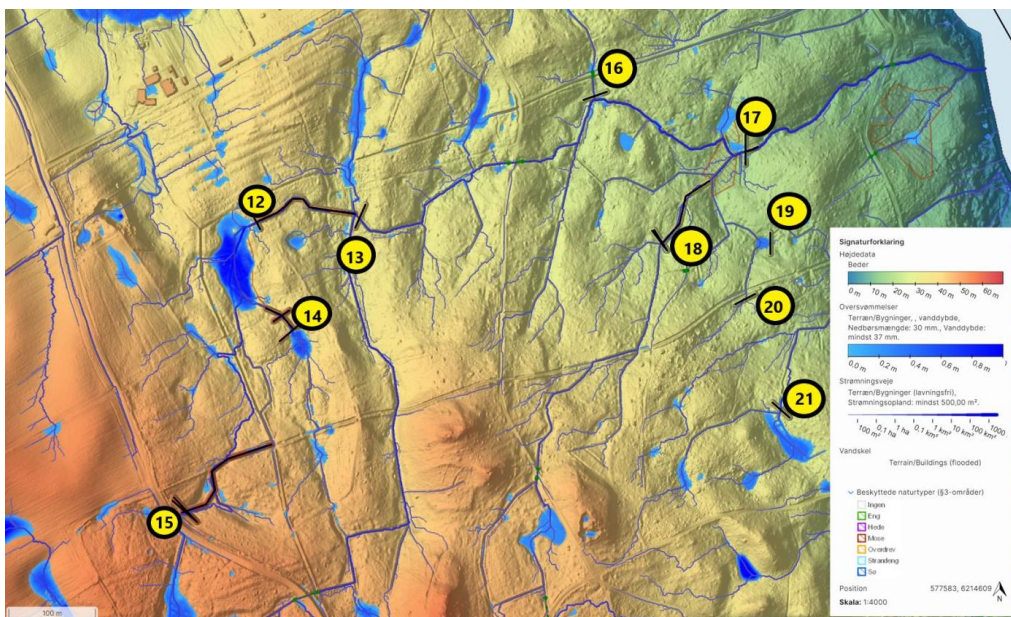 16
17
12
19
13
18
20
14
21
15
100 m
Signaturforklaring
Højdedata
Beder
0 m 10 m 20 m 30 m 40 m 50 m 60 m
Oversvømmelser
Terræn/Bygninger, , vanddybde,
Nedbørsmængde: 30 mm., Vanddybde:
mindst 37 mm.
0.0 m 0.2 m 0.4 m 0.6 m 0.8 m
Strømningsveje
Terræn/Bygninger (lavningsfri),
Strømningsopland: mindst 500,00 m².
100 m² 0,1 ha 1 ha 0,1 km² 1 km² 10 km² 100 km² 1000
Vandskel
Terrain/Buildings (flooded)
Beskyttede naturtyper (§3-områder)
Ingen
Eng
Hede
Mose
Overdrev
Strandeng
Sø
Position 577583, 6214609
Skala: 1:4000
N